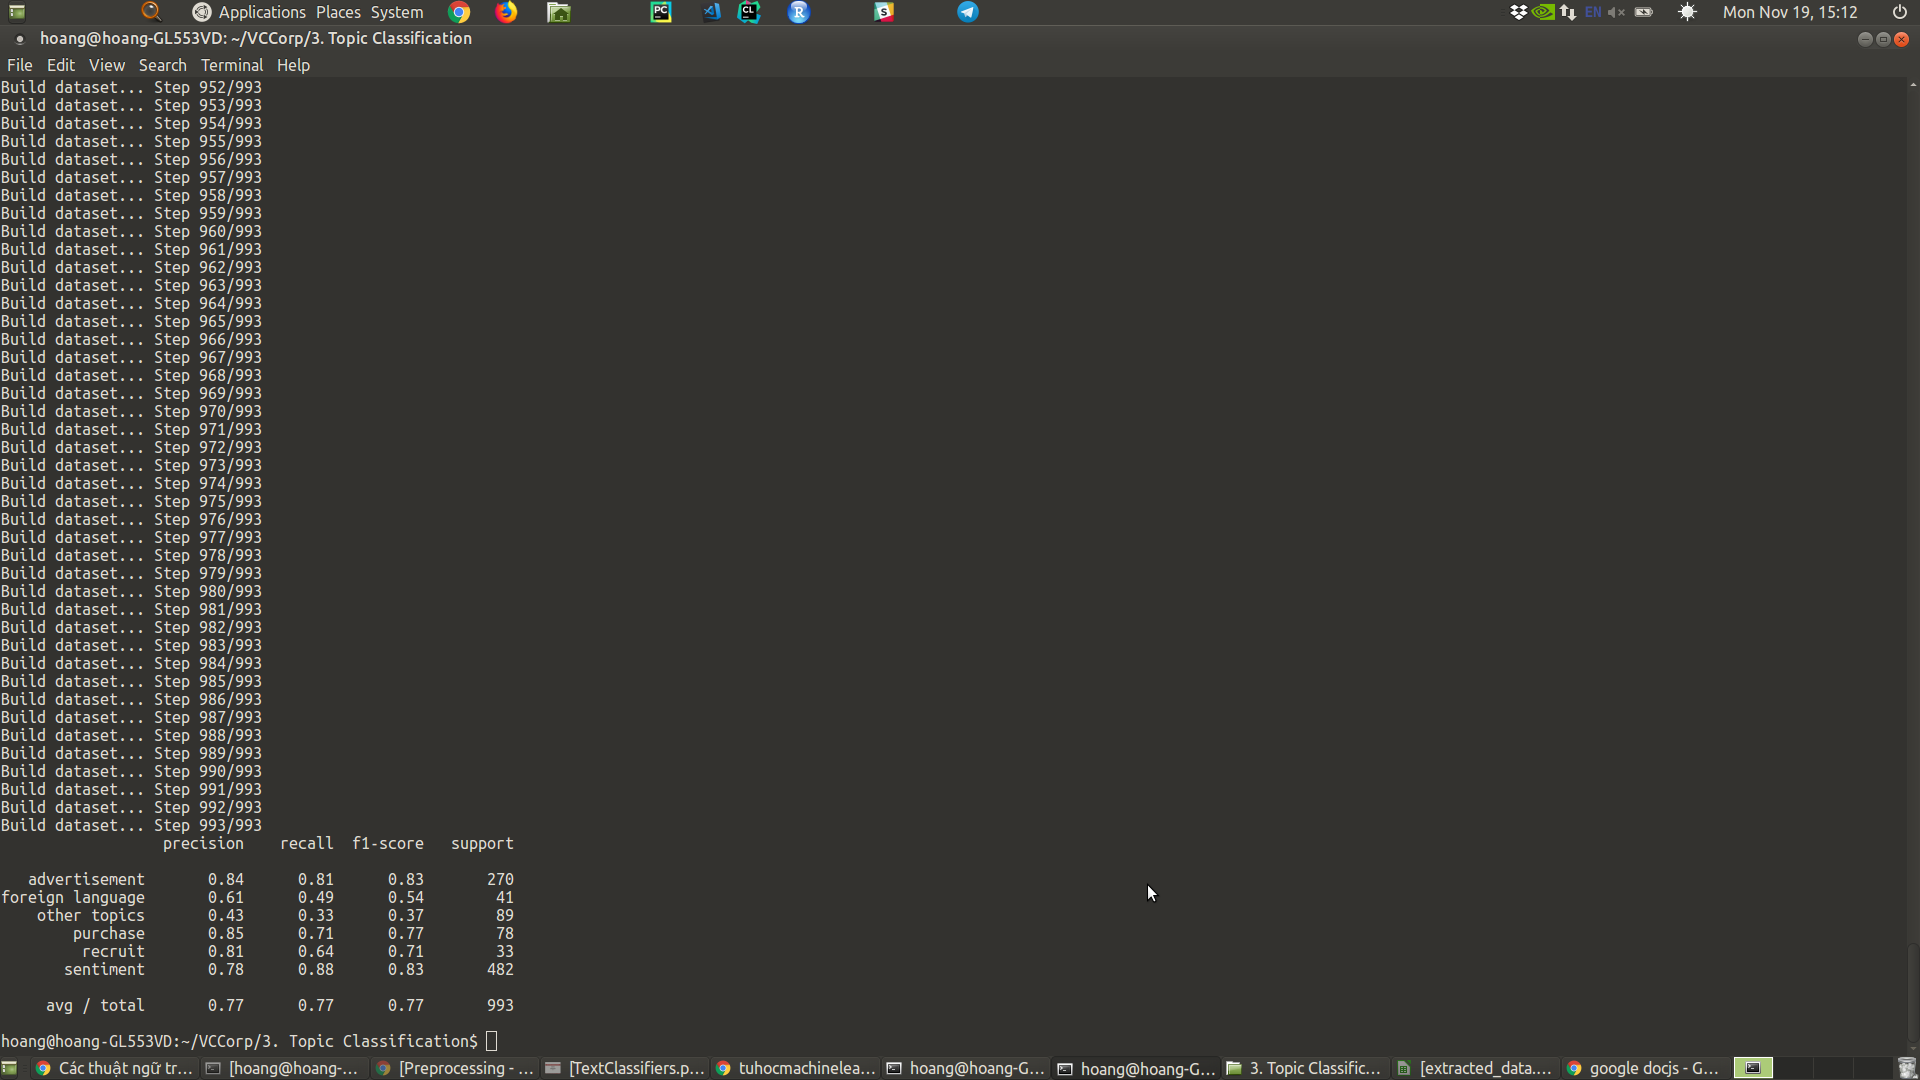 Applications Places System
EN
Mon Nov 19, 15:12
hoang@hoang-GL553VD: ~/VCCorp/3. Topic Classification
File Edit View Search Terminal Help
Build dataset... Step 952/993
Build dataset... Step 953/993
Build dataset... Step 954/993
Build dataset... Step 955/993
Build dataset... Step 956/993
Build dataset... Step 957/993
Build dataset... Step 958/993
Build dataset... Step 959/993
Build dataset... Step 960/993
Build dataset... Step 961/993
Build dataset... Step 962/993
Build dataset... Step 963/993
Build dataset... Step 964/993
Build dataset... Step 965/993
Build dataset... Step 966/993
Build dataset... Step 967/993
Build dataset... Step 968/993
Build dataset... Step 969/993
Build dataset... Step 970/993
Build dataset... Step 971/993
Build dataset... Step 972/993
Build dataset... Step 973/993
Build dataset... Step 974/993
Build dataset... Step 975/993
Build dataset... Step 976/993
Build dataset... Step 977/993
Build dataset... Step 978/993
Build dataset... Step 979/993
Build dataset... Step 980/993
Build dataset... Step 981/993
Build dataset... Step 982/993
Build dataset... Step 983/993
Build dataset... Step 984/993
Build dataset... Step 985/993
Build dataset... Step 986/993
Build dataset... Step 987/993
Build dataset... Step 988/993
Build dataset... Step 989/993
Build dataset... Step 990/993
Build dataset... Step 991/993
Build dataset... Step 992/993
Build dataset... Step 993/993
precision recall f1-score support
advertisement 0.84 0.81 0.83 270
foreign language 0.61 0.49 0.54 41
other topics 0.43 0.33 0.37 89
purchase 0.85 0.71 0.77 78
recruit 0.81 0.64 0.71 33
sentiment 0.78 0.88 0.83 482
avg / total 0.77 0.77 0.77 993
hoang@hoang-GL553VD:~/VCCorp/3. Topic Classification$
Các thuật ngữ tr... [hoang@hoang-... [Preprocessing - ... [TextClassifiers.p... tuhocmachinelea... hoang@hoang-G... hoang@hoang-G... 3. Topic Classific... [extracted_data.... google docjs - G...